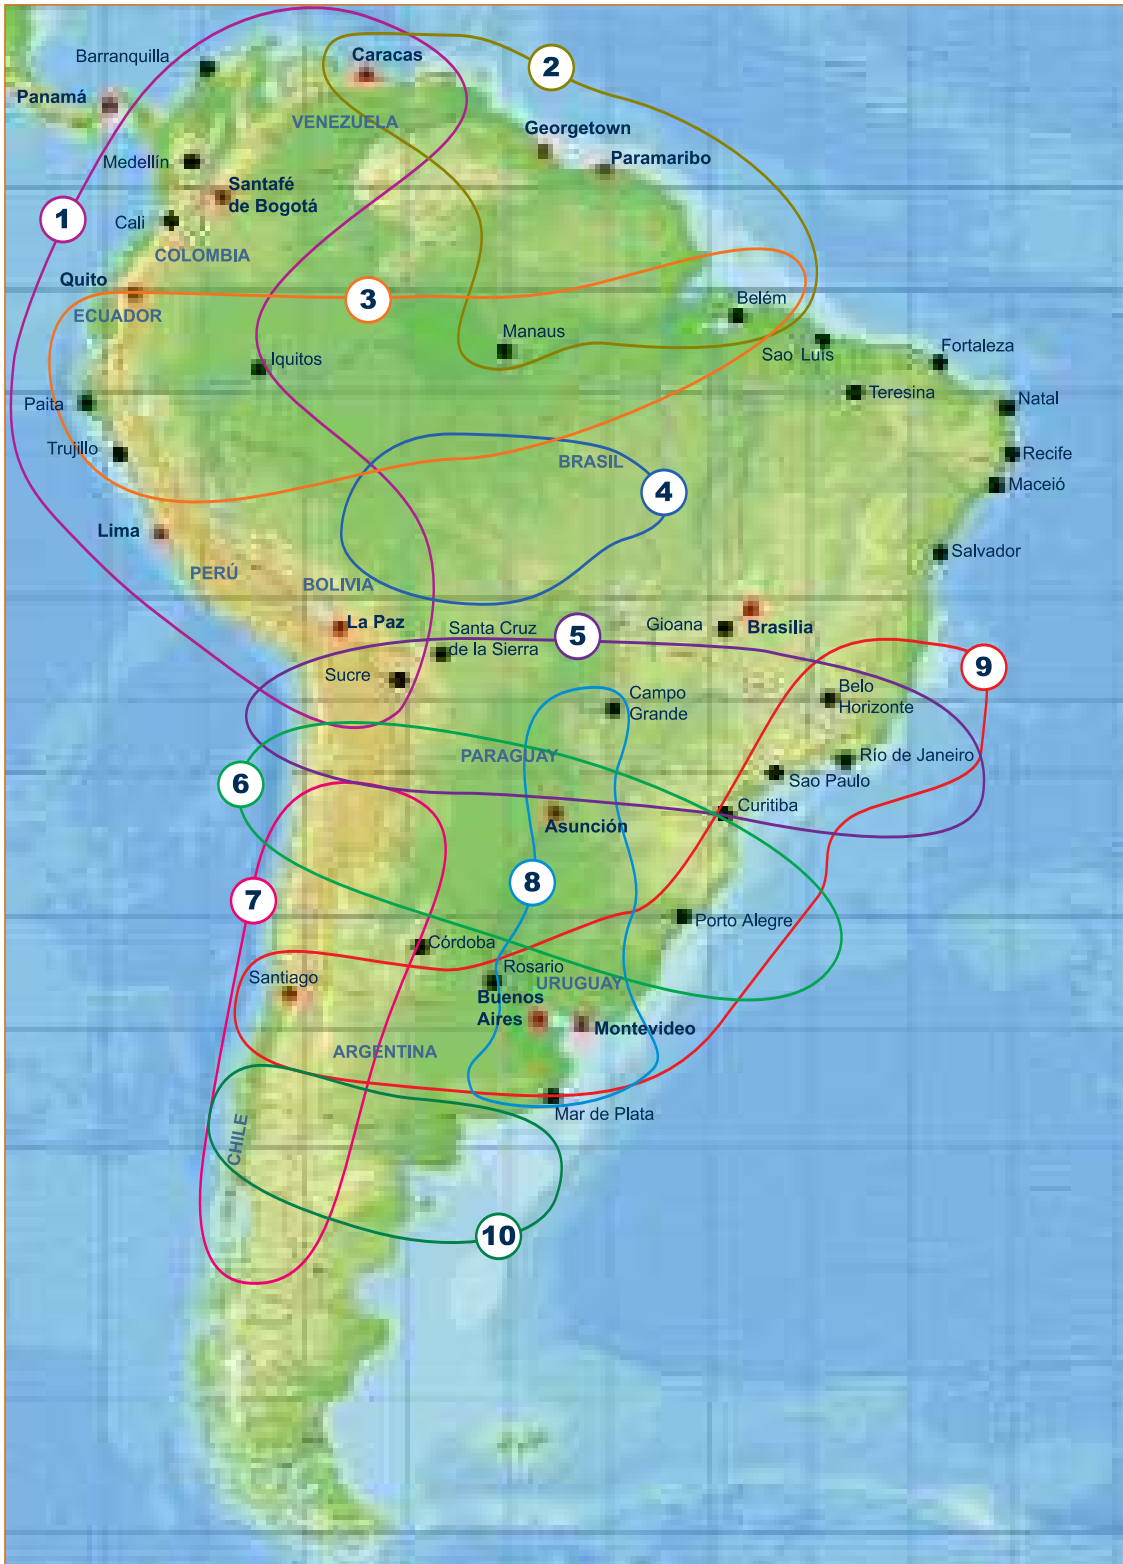 Barranquilla
Caracas
2
Panamá
VENEZUELA
Georgetown
Medellín
Paramaribo
Santafé
de Bogotá
1
Cali
COLOMBIA
Quito
3
Belém
ECUADOR
Manaus
Sao Luis
Fortaleza
Iquitos
Teresina
Natal
Paita
Trujillo
BRASIL
Recife
4
Maceió
Lima
Salvador
PERÚ
BOLIVIA
La Paz
Santa Cruz
de la Sierra
5
Gioana
Brasilia
9
Sucre
Campo
Grande
Belo
Horizonte
PARAGUAY
Río de Janeiro
6
Sao Paulo
Curitiba
Asunción
8
7
Porto Alegre
Córdoba
Rosario
Santiago
URUGUAY
Buenos
Aires
Montevideo
ARGENTINA
Mar de Plata
CHILE
10